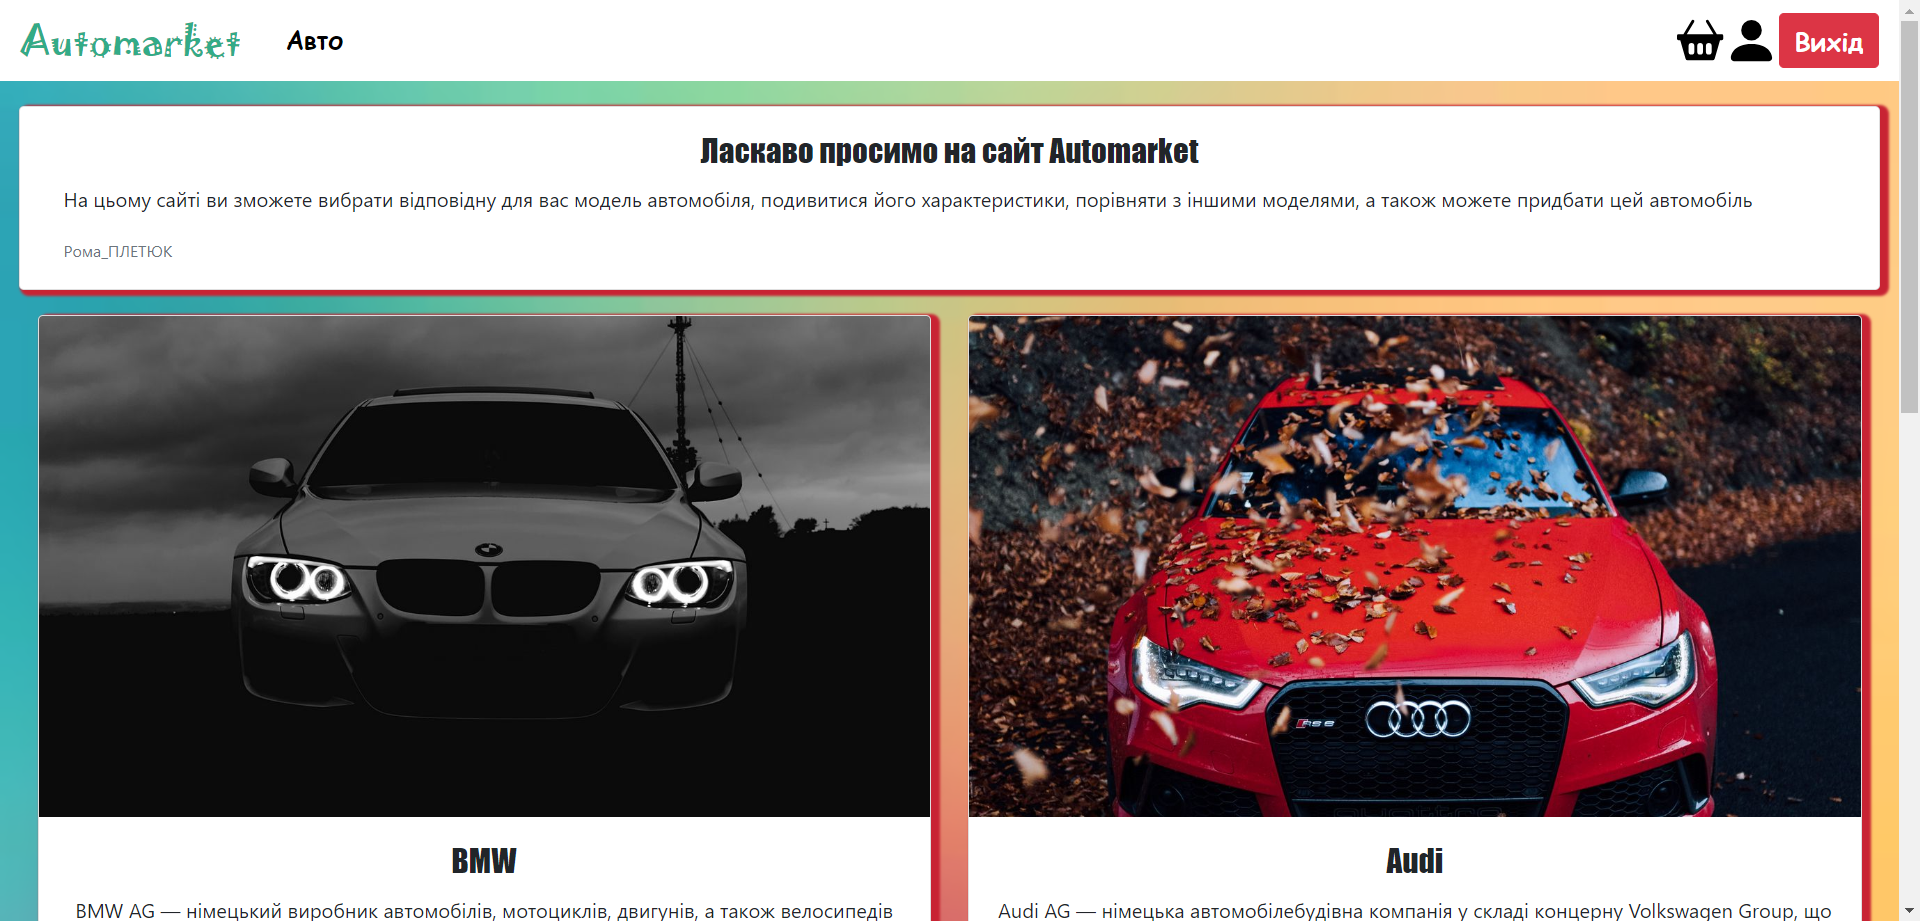 Automarket Авто Вихід
Ласкаво просимо на сайт Automarket
На цьому сайті ви зможете вибрати відповідну для вас модель автомобіля, подивитися його характеристики, порівняти з іншими моделями, а також можете придбати цей автомобіль
Рома_ПЛЕТЮК
BMW
BMW AG — німецький виробник автомобілів, мотоциклів, двигунів, а також велосипедів
Audi
Audi AG — німецька автомобілебудівна компанія у складі концерну Volkswagen Group, що